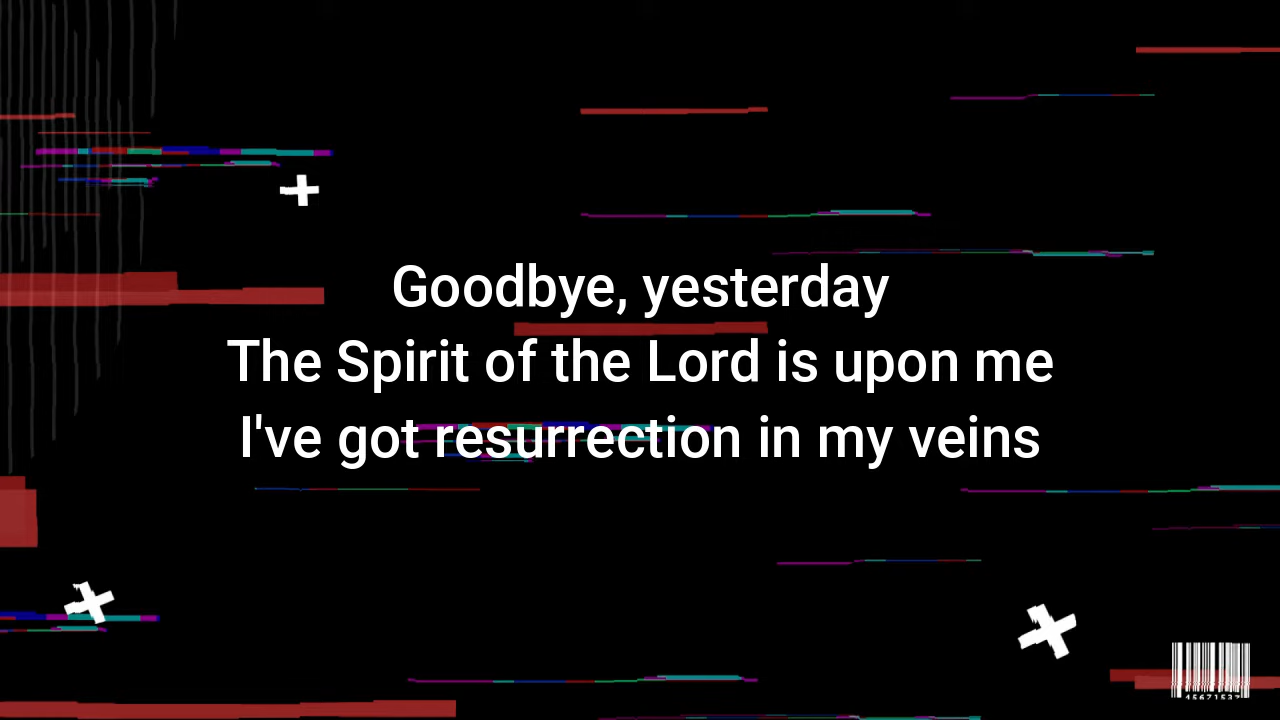 Goodbye, yesterday
The Spirit of the Lord is upon me
I've got resurrection in my veins